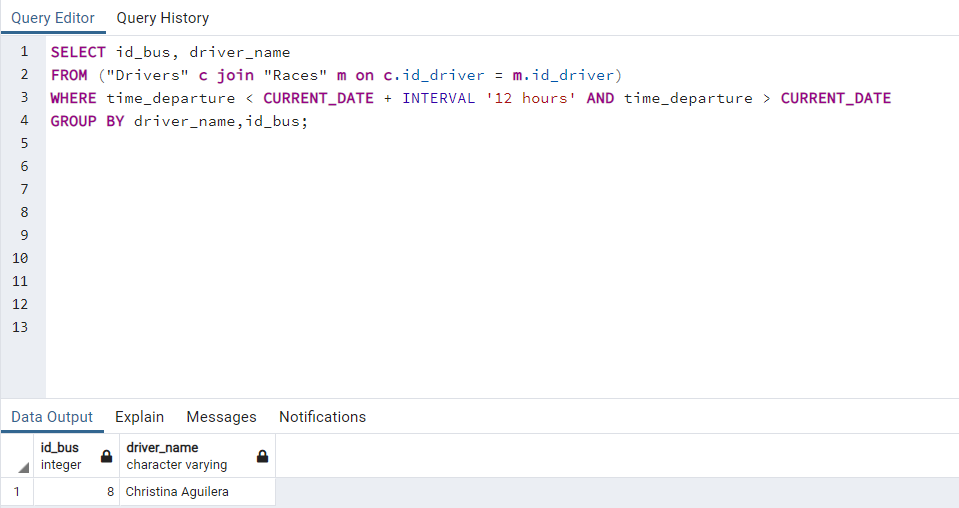 Query Editor Query History
1 SELECT id_bus, driver_name
2 FROM ("Drivers" c join "Races" m on c.id_driver = m.id_driver)
3 WHERE time_departure < CURRENT_DATE + INTERVAL '12 hours' AND time_departure > CURRENT_DATE
4 GROUP BY driver_name,id_bus;
5
6
7
8
9
10
11
12
13
Data Output Explain Messages Notifications
id_bus driver_name
integer character varying
1 8 Christina Aguilera